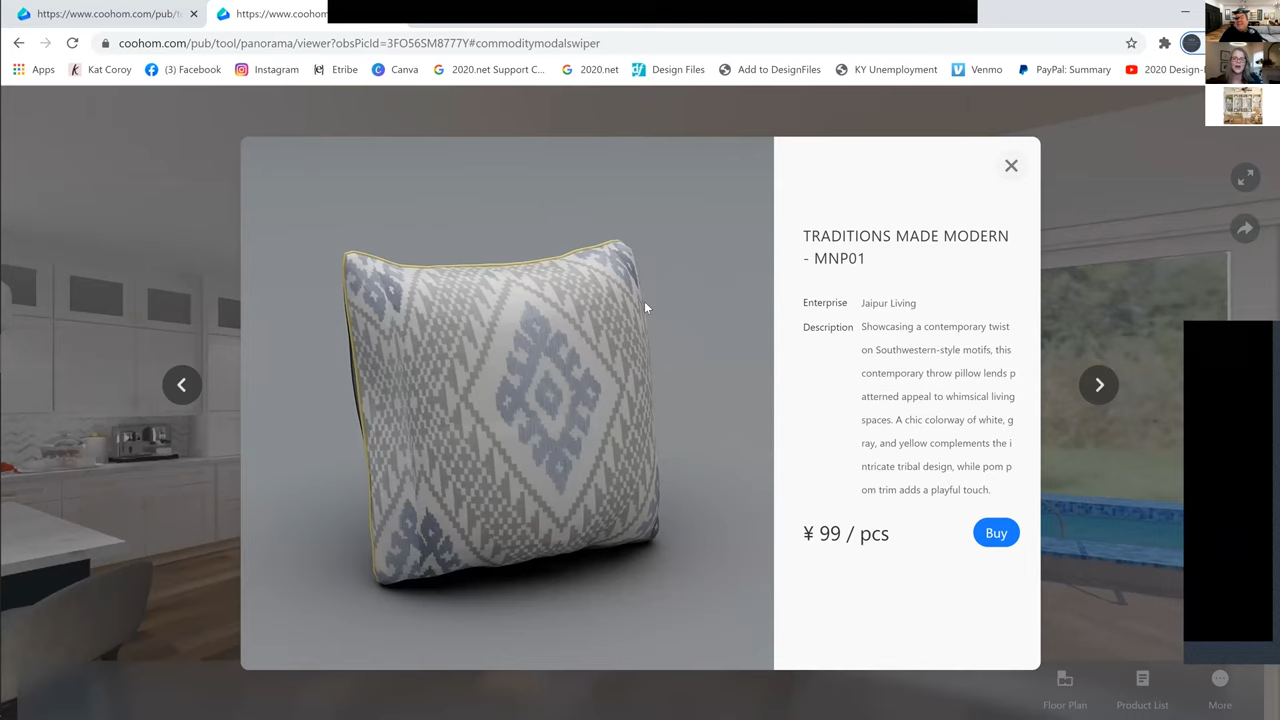 https://www.coohom.com/pub/t
https://www.coohom
coohom.com/pub/tool/panorama/viewer?obsPicId=3FO56SM8777Y#commoditymodalswiper
Apps Kat Coroy (3) Facebook Instagram Etribe Canva 2020.net Support C... 2020.net Design Files Add to DesignFiles KY Unemployment Venmo PayPal: Summary 2020 Design-
TRADITIONS MADE MODERN
- MNP01
Enterprise Jaipur Living
Description Showcasing a contemporary twist
on Southwestern-style motifs, this
contemporary throw pillow lends p
atterned appeal to whimsical living
spaces. A chic colorway of white, g
ray, and yellow complements the i
ntricate tribal design, while pom p
om trim adds a playful touch.
¥ 99 / pcs Buy
Floor Plan Product List More